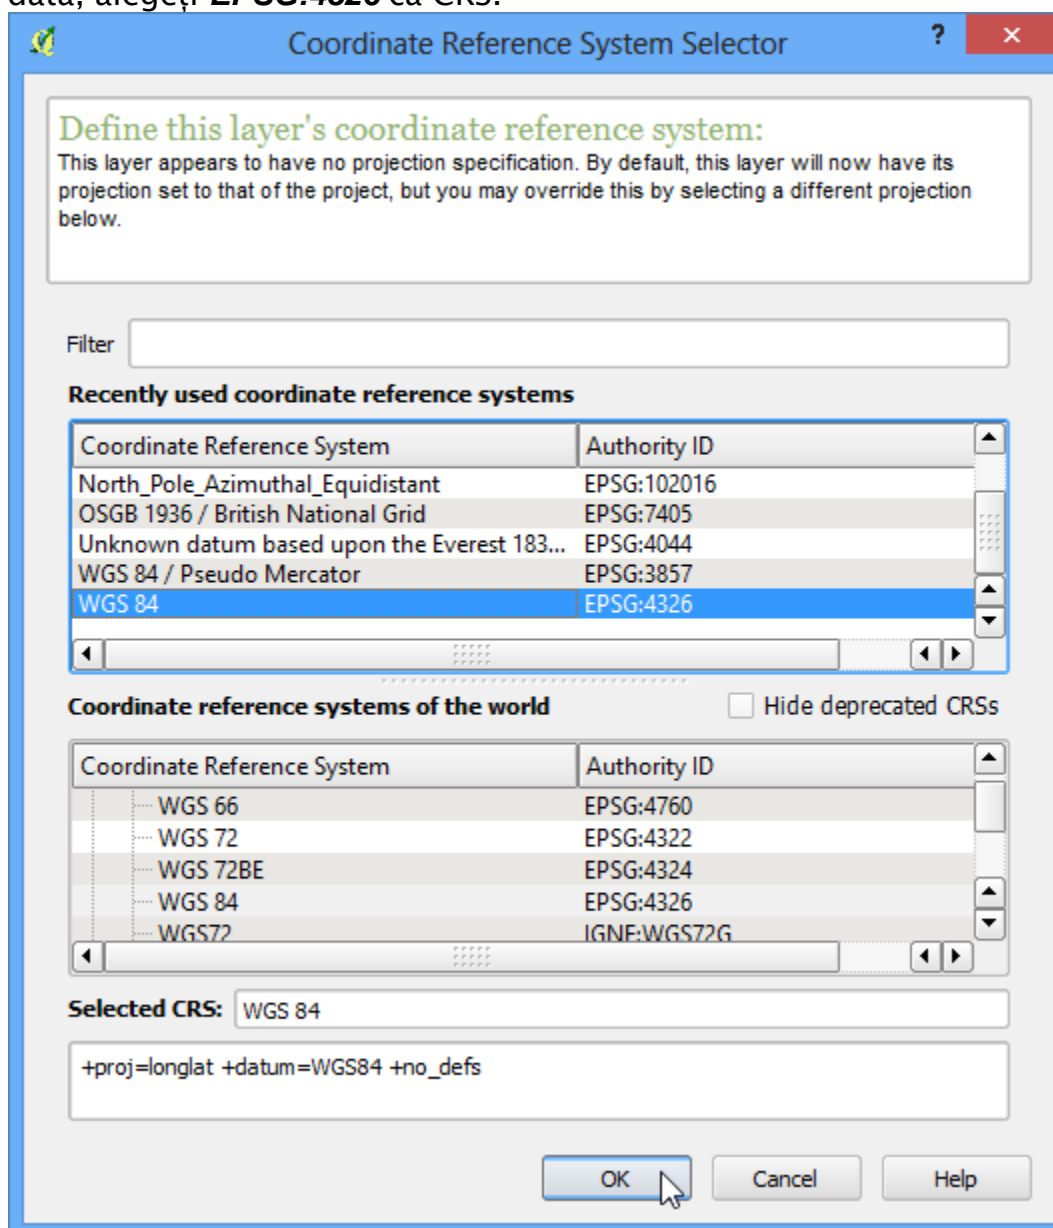 dată, alegeți EPSG:4326 ca CRS.
Coordinate Reference System Selector
?
×
Define this layer's coordinate reference system:
This layer appears to have no projection specification. By default, this layer will now have its
projection set to that of the project, but you may override this by selecting a different projection
below.
Filter
Recently used coordinate reference systems
Coordinate Reference System Authority ID
North_Pole_Azimuthal_Equidistant EPSG:102016
OSGB 1936 / British National Grid EPSG:7405
Unknown datum based upon the Everest 183... EPSG:4044
WGS 84 / Pseudo Mercator EPSG:3857
WGS 84 EPSG:4326
Coordinate reference systems of the world Hide deprecated CRSs
Coordinate Reference System Authority ID
WGS 66 EPSG:4760
WGS 72 EPSG:4322
WGS 72BE EPSG:4324
WGS 84 EPSG:4326
WGS72 IGNF:WGS72G
Selected CRS: WGS 84
+proj=longlat +datum=WGS84 +no_defs
OK Cancel Help